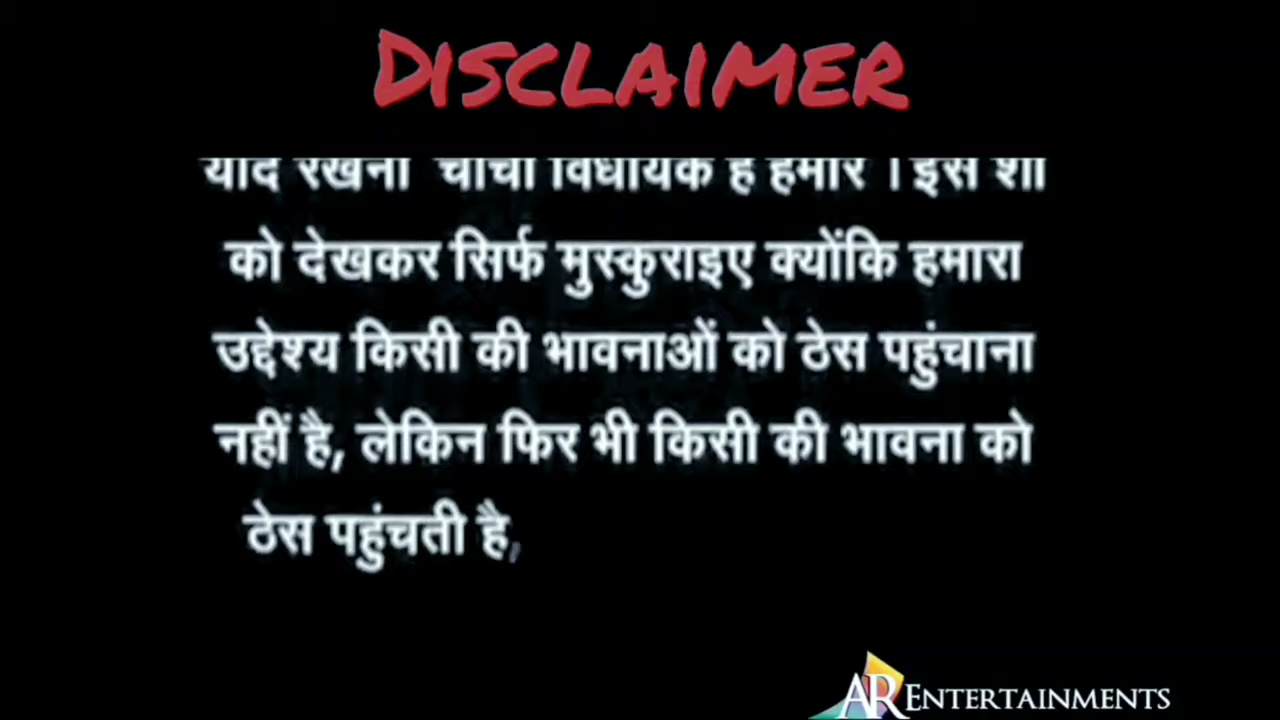 DISCLAIMER
याद रखना चाचा विधायक है हमारे । इस शो
को देखकर सिर्फ मुस्कुराइए क्योंकि हमारा
उद्देश्य किसी की भावनाओं को ठेस पहुंचाना
नहीं है, लेकिन फिर भी किसी की भावना को
ठेस पहुंचती है,
AR ENTERTAINMENTS